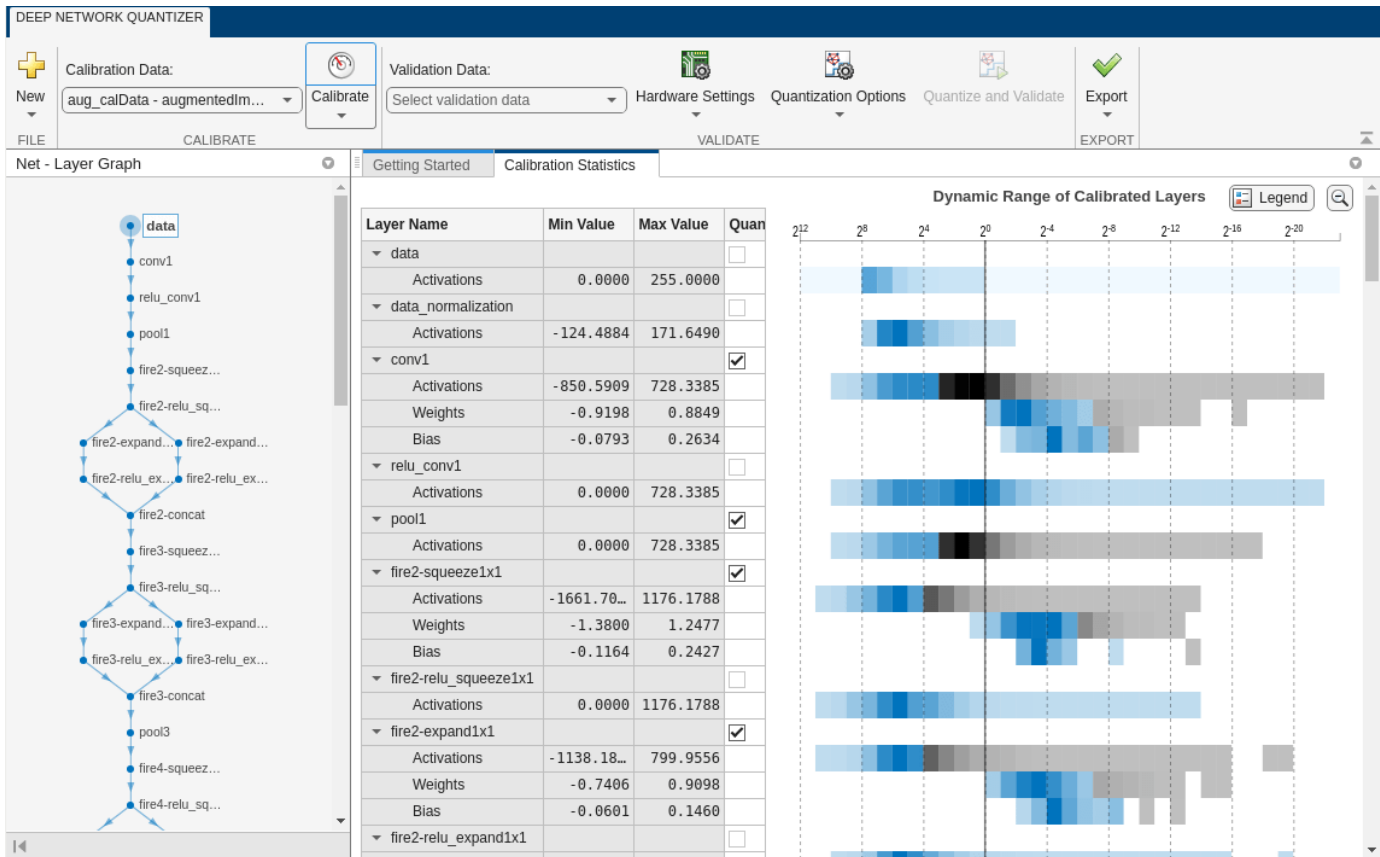 DEEP NETWORK QUANTIZER
New
FILE
Calibration Data:
aug_calData - augmentedIm...
Calibrate
CALIBRATE
Validation Data:
Select validation data
Hardware Settings
Quantization Options
Quantize and Validate
VALIDATE
Export
EXPORT
Net - Layer Graph
data
conv1
relu_conv1
pool1
fire2-squeez...
fire2-relu_sq...
fire2-expand... fire2-expand...
fire2-relu_ex... fire2-relu_ex...
fire2-concat
fire3-squeez...
fire3-relu_sq...
fire3-expand... fire3-expand...
fire3-relu_ex... fire3-relu_ex...
fire3-concat
pool3
fire4-squeez...
fire4-relu_sq...
Getting Started Calibration Statistics
Dynamic Range of Calibrated Layers Legend
Layer Name Min Value Max Value Quan
2^12 2^8 2^4 2^0 2^-4 2^-8 2^-12 2^-16 2^-20
data
Activations 0.0000 255.0000
data_normalization
Activations -124.4884 171.6490
conv1
Activations -850.5909 728.3385
Weights -0.9198 0.8849
Bias -0.0793 0.2634
relu_conv1
Activations 0.0000 728.3385
pool1
Activations 0.0000 728.3385
fire2-squeeze1x1
Activations -1661.70... 1176.1788
Weights -1.3800 1.2477
Bias -0.1164 0.2427
fire2-relu_squeeze1x1
Activations 0.0000 1176.1788
fire2-expand1x1
Activations -1138.18... 799.9556
Weights -0.7406 0.9098
Bias -0.0601 0.1460
fire2-relu_expand1x1